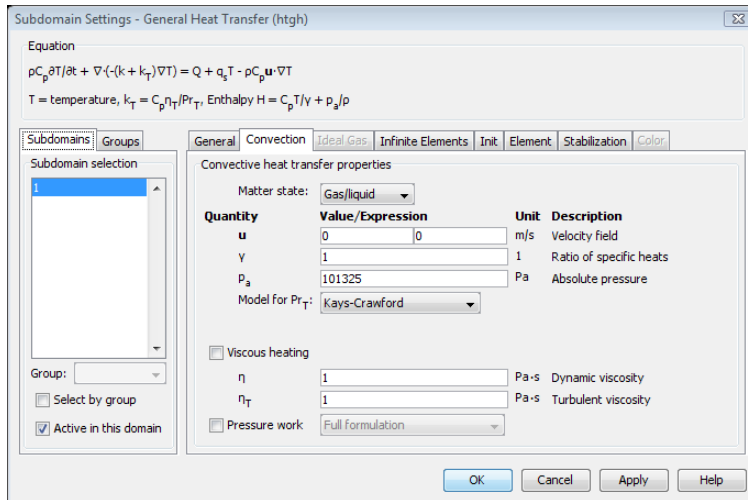 Subdomain Settings - General Heat Transfer (htgh)
Equation
ρCp∂T/∂t + ∇·(-(k + kT)∇T) = Q + qsT - ρCpu·∇T
T = temperature, kT = CpηT/PrT, Enthalpy H = CpT/γ + pa/ρ
Subdomains Groups
Subdomain selection
1
Group:
Select by group
Active in this domain
General Convection Ideal Gas Infinite Elements Init Element Stabilization Color
Convective heat transfer properties
Matter state: Gas/liquid
Quantity Value/Expression Unit Description
u 0 0 m/s Velocity field
γ 1 1 Ratio of specific heats
pa 101325 Pa Absolute pressure
Model for PrT: Kays-Crawford
Viscous heating
η 1 Pa·s Dynamic viscosity
ηT 1 Pa·s Turbulent viscosity
Pressure work Full formulation
OK Cancel Apply Help